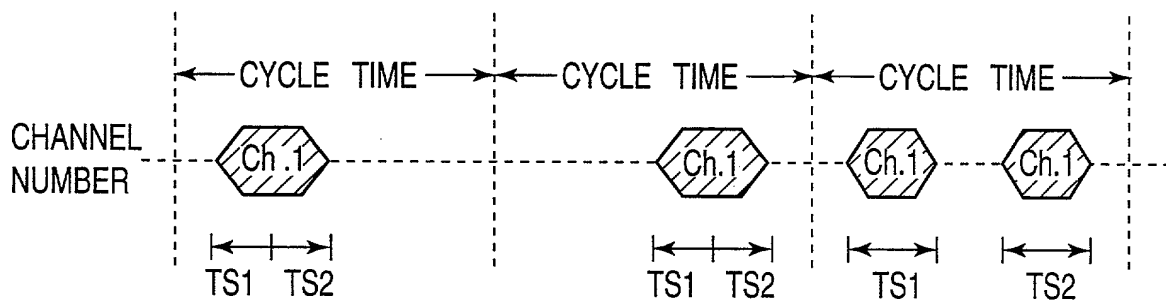 CYCLE TIME CYCLE TIME CYCLE TIME
CHANNEL
NUMBER
Ch.1 Ch.1 Ch.1 Ch.1
TS1 TS2 TS1 TS2 TS1 TS2